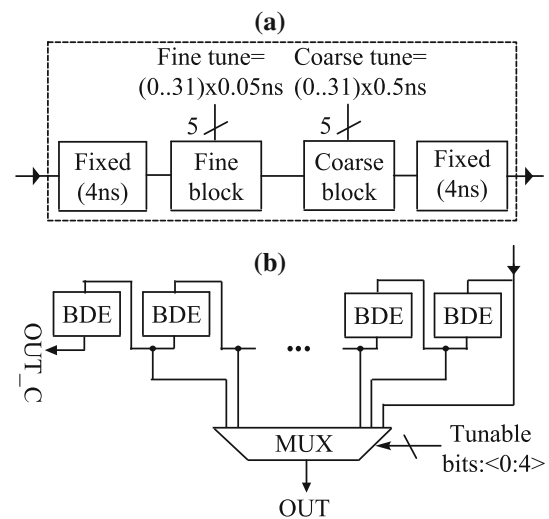 (a)
Fine tune= Coarse tune=
(0..31)x0.05ns (0..31)x0.5ns
5 5
Fixed Fine Coarse Fixed
(4ns) block block (4ns)
(b)
BDE BDE ... BDE BDE
OUT_C
MUX
Tunable
bits:<0:4>
OUT